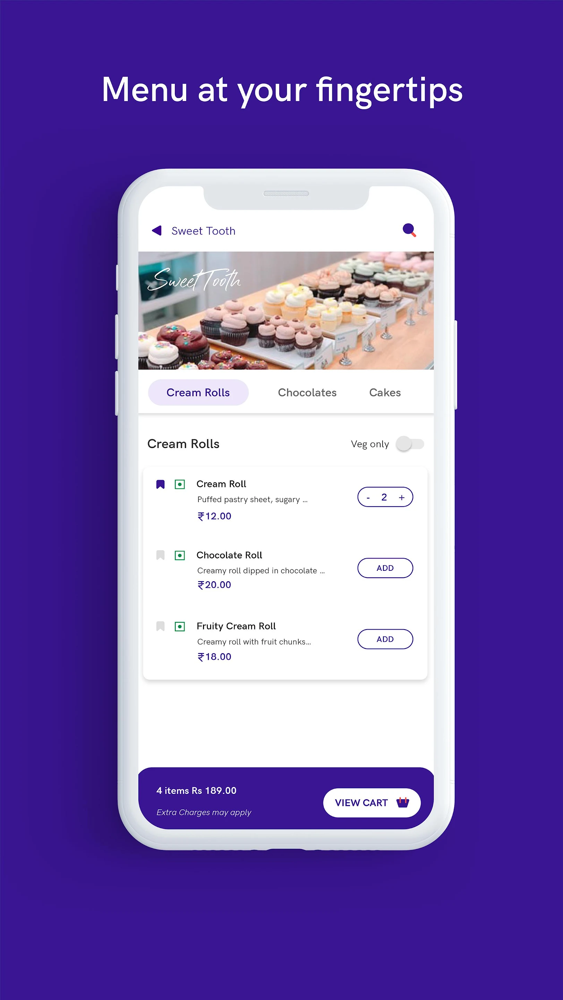 Menu at your fingertips
Sweet Tooth
Sweet Tooth
Cream Rolls Chocolates Cakes
Cream Rolls Veg only
Cream Roll
Puffed pastry sheet, sugary ...
- 2 +
₹12.00
Chocolate Roll
Creamy roll dipped in chocolate ...
ADD
₹20.00
Fruity Cream Roll
Creamy roll with fruit chunks...
ADD
₹18.00
4 items Rs 189.00
VIEW CART
Extra Charges may apply